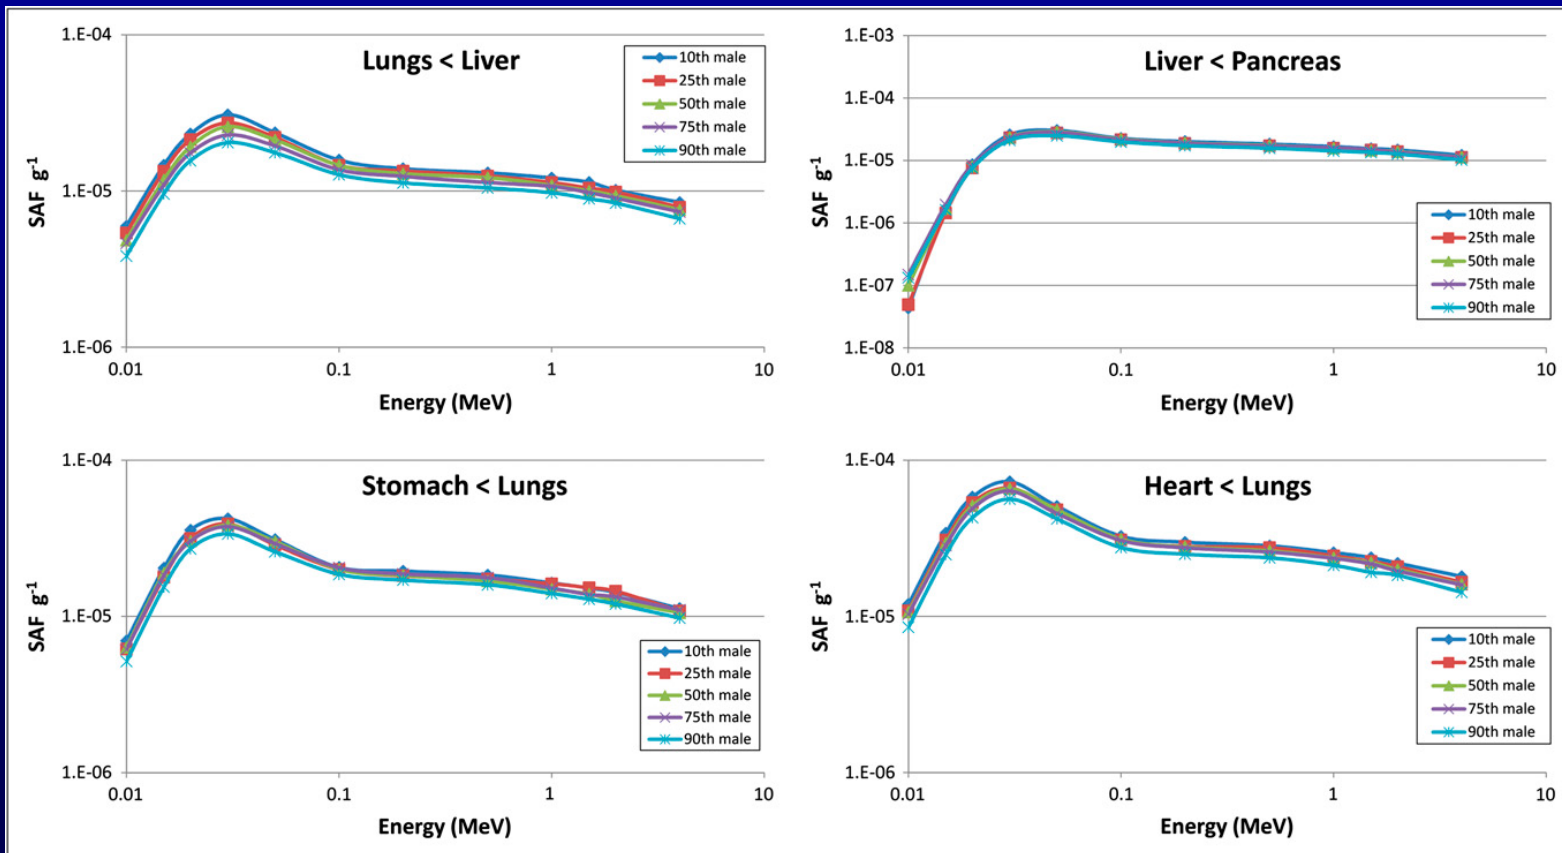 Lungs < Liver
1.E-04
1.E-05
1.E-06
SAF g-1
0.01 0.1 1 10
Energy (MeV)
10th male
25th male
50th male
75th male
90th male
Liver < Pancreas
1.E-03
1.E-04
1.E-05
1.E-06
1.E-07
1.E-08
SAF g-1
0.01 0.1 1 10
Energy (MeV)
10th male
25th male
50th male
75th male
90th male
Stomach < Lungs
1.E-04
1.E-05
1.E-06
SAF g-1
0.01 0.1 1 10
Energy (MeV)
10th male
25th male
50th male
75th male
90th male
Heart < Lungs
1.E-04
1.E-05
1.E-06
SAF g-1
0.01 0.1 1 10
Energy (MeV)
10th male
25th male
50th male
75th male
90th male